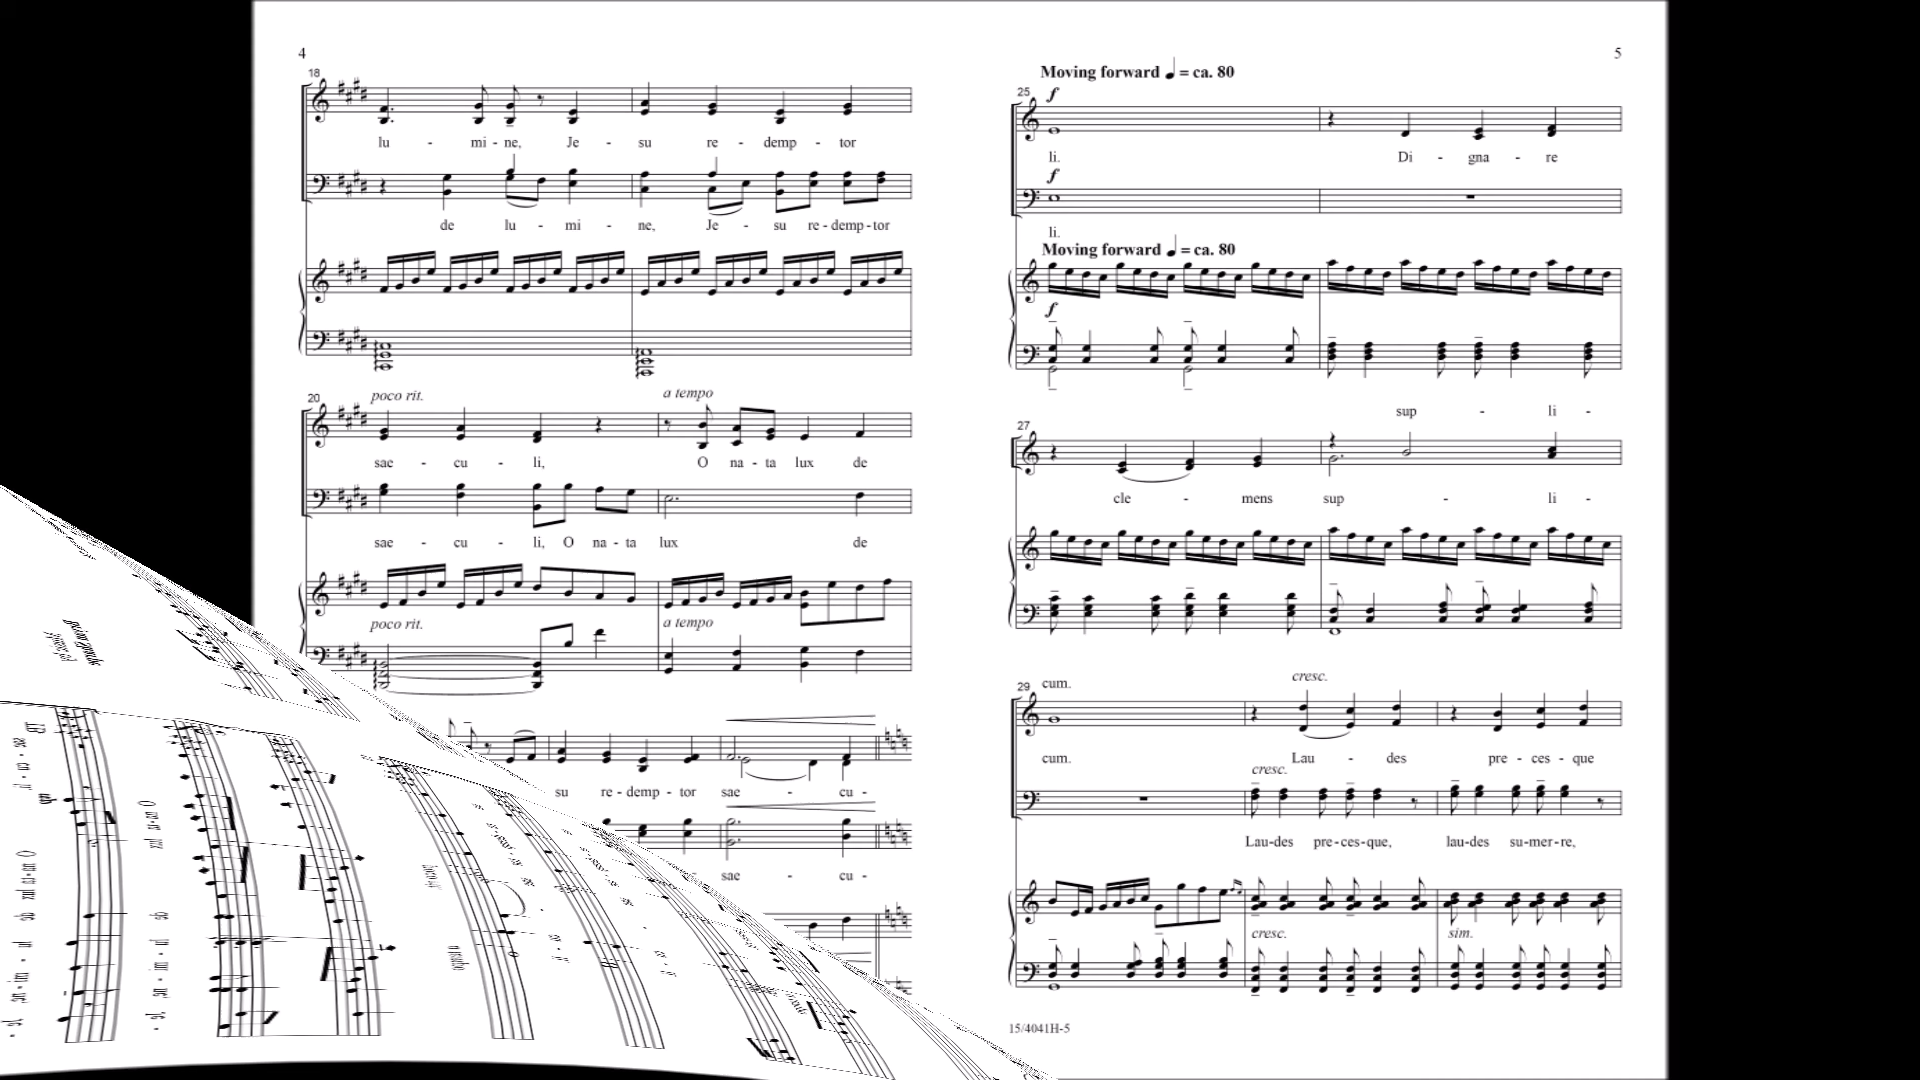 4
18
lu - mi - ne, Je - su re - demp - tor
de lu - mi - ne, Je - su re - demp - tor
20
poco rit. a tempo
sae - cu - li, O na - ta lux de
sae - cu - li, O na - ta lux de
poco rit. a tempo
su re - demp - tor sae - cu -
sae - cu -
5
Moving forward ♩ = ca. 80
25
f
li. Di - gna - re
f
li.
Moving forward ♩ = ca. 80
f
sup - li -
27
cle - mens sup - li -
29
cum. cresc.
cum. Lau - des pre - ces - que
cresc.
Lau-des pre-ces-que, lau-des su-mer-re,
cresc. sim.
15/4041H-5